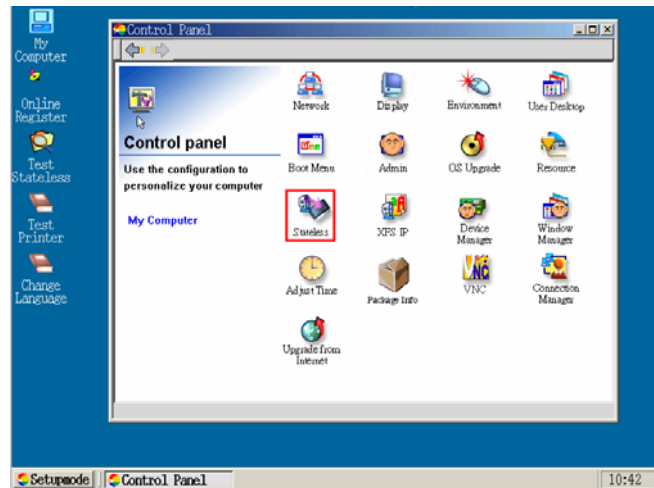 My
Computer
Online
Register
Test
Stateless
Test
Printer
Change
Language
Control Panel
Control panel
Use the configuration to
personalize your computer
My Computer
Network
Display
Environment
User Desktop
Boot Menu
Admin
OS Upgrade
Resource
Stateless
XFS IP
Device
Manager
Window
Manager
Adjust Time
Package Info
VNC
Connection
Manager
Upgrade from
Internet
Setupmode
Control Panel
10:42